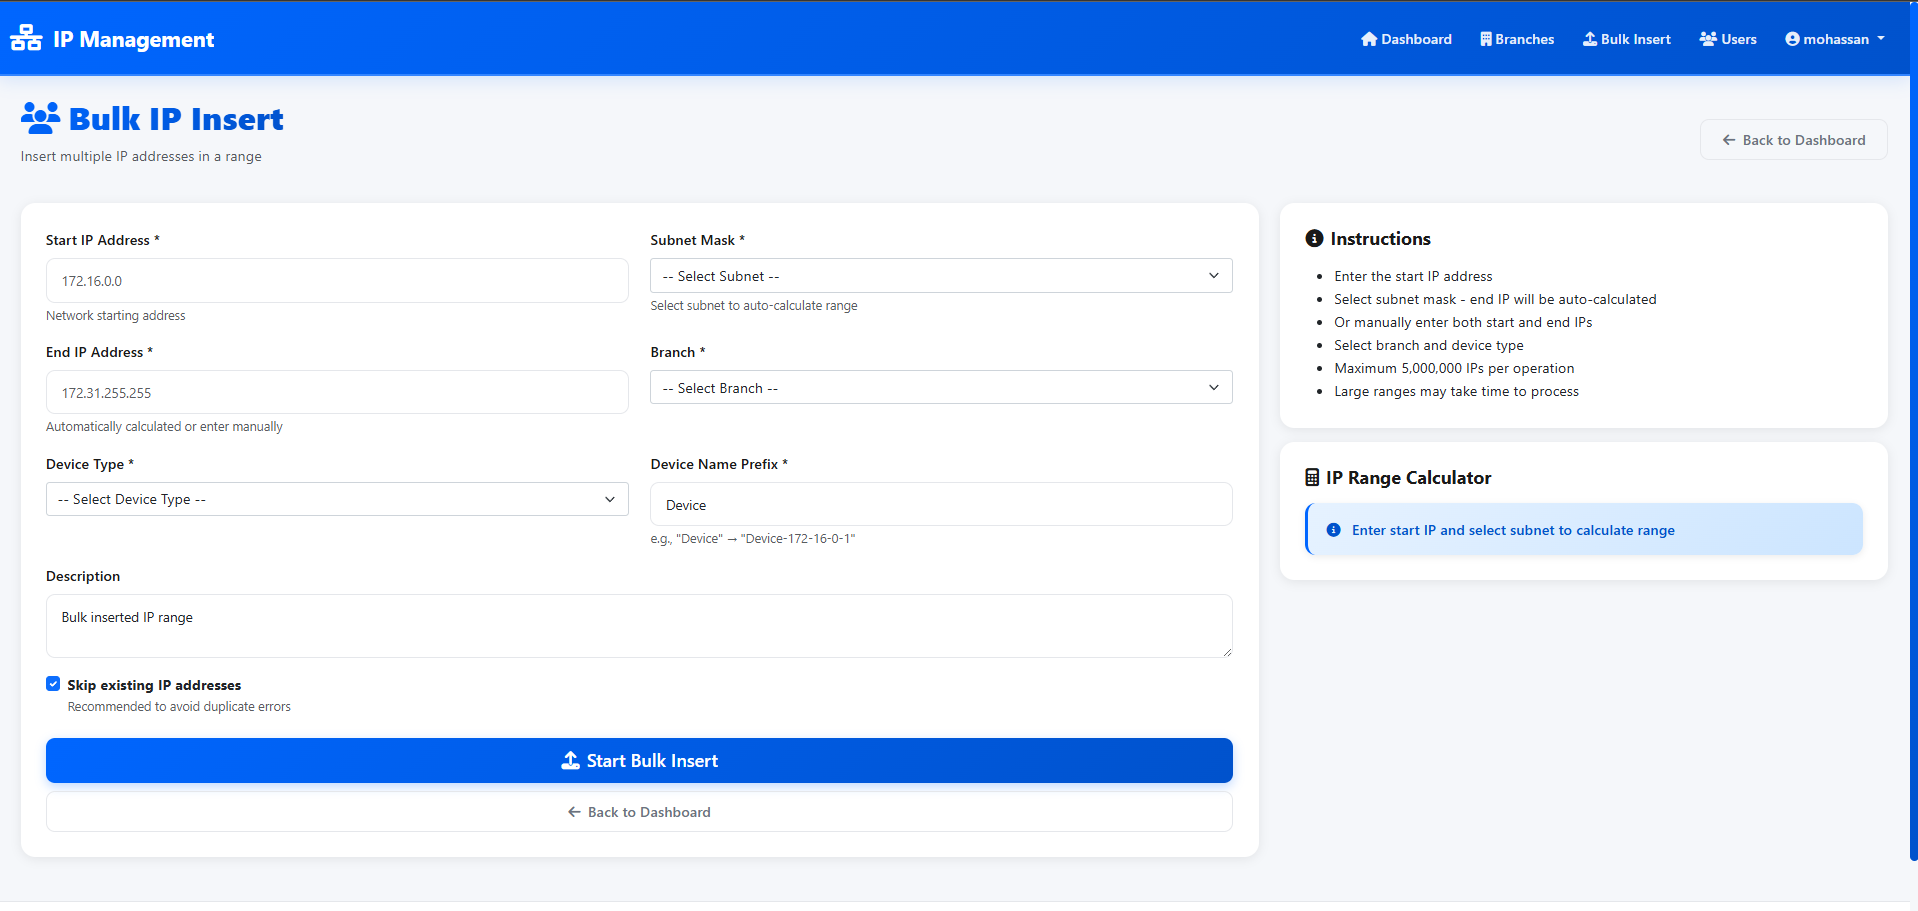 IP Management
Dashboard
Branches
Bulk Insert
Users
mohassan
Bulk IP Insert
Insert multiple IP addresses in a range
Back to Dashboard
Start IP Address *
172.16.0.0
Network starting address
Subnet Mask *
-- Select Subnet --
Select subnet to auto-calculate range
End IP Address *
172.31.255.255
Automatically calculated or enter manually
Branch *
-- Select Branch --
Device Type *
-- Select Device Type --
Device Name Prefix *
Device
e.g., "Device" → "Device-172-16-0-1"
Description
Bulk inserted IP range
Skip existing IP addresses
Recommended to avoid duplicate errors
Start Bulk Insert
Back to Dashboard
Instructions
Enter the start IP address
Select subnet mask - end IP will be auto-calculated
Or manually enter both start and end IPs
Select branch and device type
Maximum 5,000,000 IPs per operation
Large ranges may take time to process
IP Range Calculator
Enter start IP and select subnet to calculate range